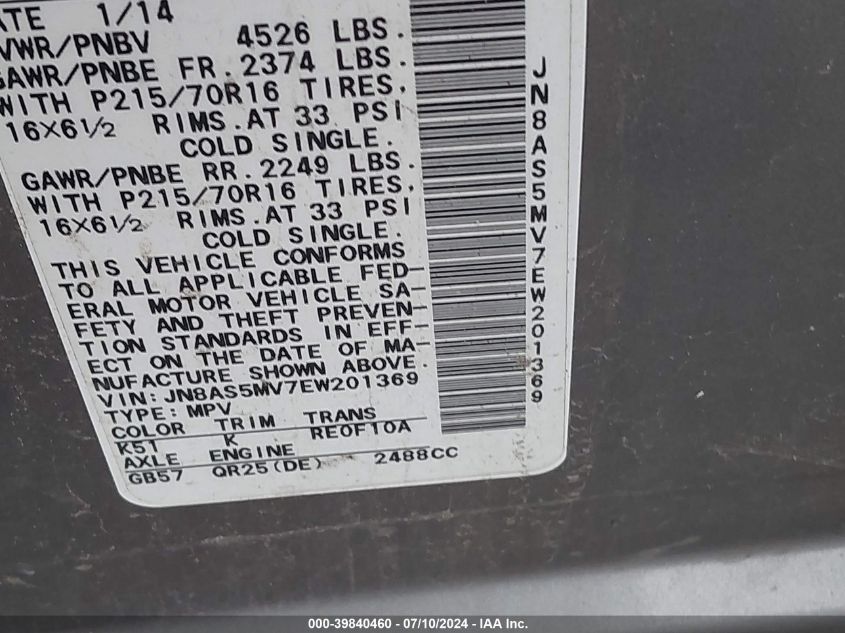 ATE 1/14
VWR/PNBV 4526 LBS.
GAWR/PNBE FR.2374 LBS.
WITH P215/70R16 TIRES.
16X6½ RIMS.AT 33 PSI
COLD SINGLE.
GAWR/PNBE RR.2249 LBS.
WITH P215/70R16 TIRES.
16X6½ RIMS.AT 33 PSI
COLD SINGLE.
THIS VEHICLE CONFORMS
TO ALL APPLICABLE FED-
ERAL MOTOR VEHICLE SA-
FETY AND THEFT PREVEN-
TION STANDARDS IN EFF-
ECT ON THE DATE OF MA-
NUFACTURE SHOWN ABOVE.
VIN:JN8AS5MV7EW201369
TYPE:MPV
COLOR TRIM TRANS
K51 K RE0F10A
AXLE ENGINE
GB57 QR25(DE) 2488CC
JN8AS5MV7EW201369
000-39840460 - 07/10/2024 - IAA Inc.